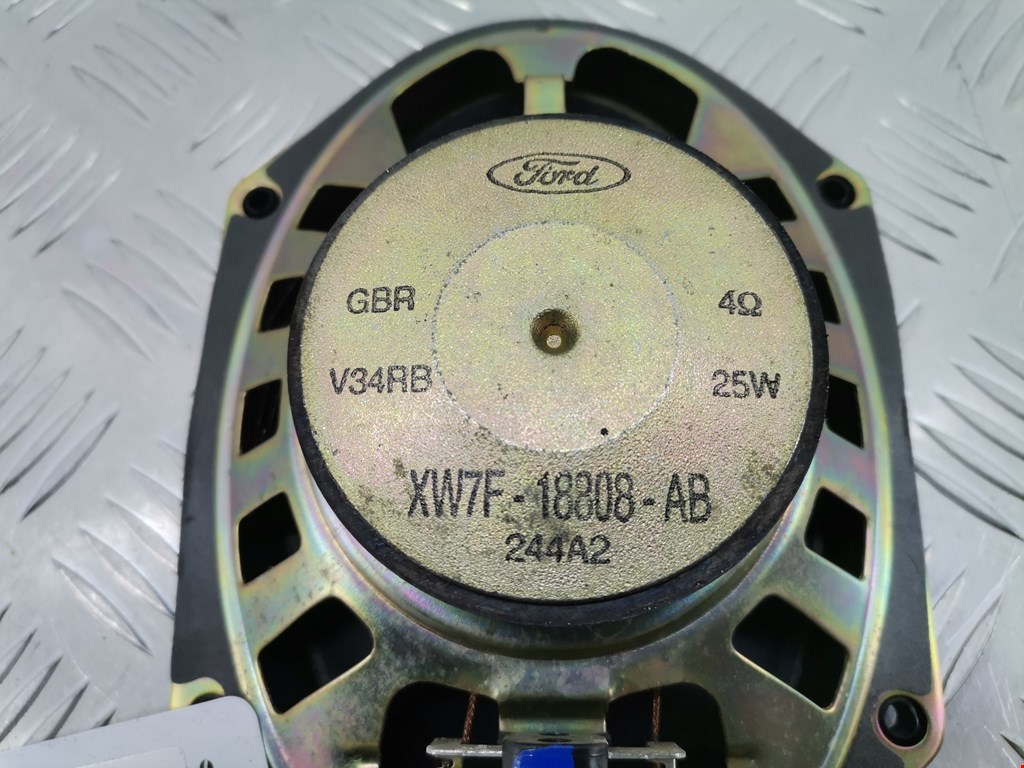 Ford
GBR 4Ω
V34RB 25W
XW7F-18808-AB
244A2